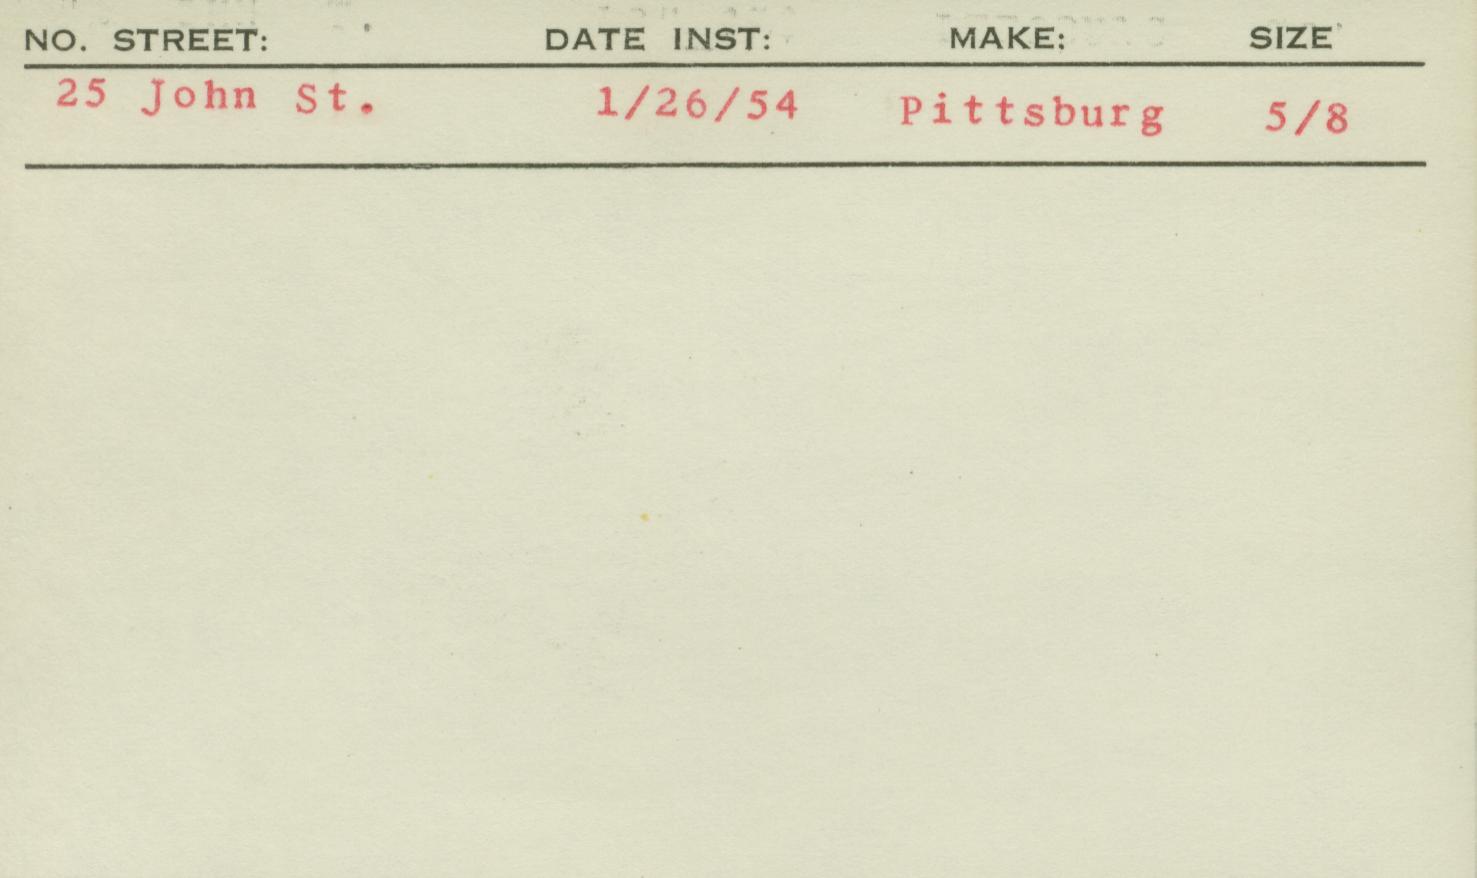 NO. STREET: DATE INST: MAKE: SIZE
25 John St. 1/26/54 Pittsburg 5/8